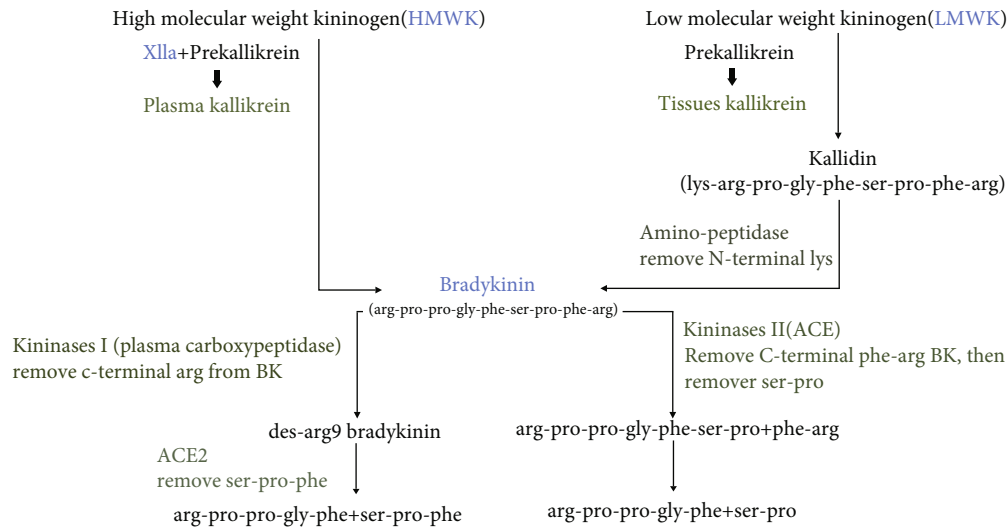 High molecular weight kininogen(HMWK)
XIIa+Prekallikrein
Plasma kallikrein
Low molecular weight kininogen(LMWK)
Prekallikrein
Tissues kallikrein
Kallidin
(lys-arg-pro-gly-phe-ser-pro-phe-arg)
Amino-peptidase
remove N-terminal lys
Bradykinin
(arg-pro-pro-gly-phe-ser-pro-phe-arg)
Kininases I (plasma carboxypeptidase)
remove c-terminal arg from BK
Kininases II(ACE)
Remove C-terminal phe-arg BK, then
remover ser-pro
des-arg9 bradykinin
arg-pro-pro-gly-phe-ser-pro+phe-arg
ACE2
remove ser-pro-phe
arg-pro-pro-gly-phe+ser-pro-phe
arg-pro-pro-gly-phe+ser-pro